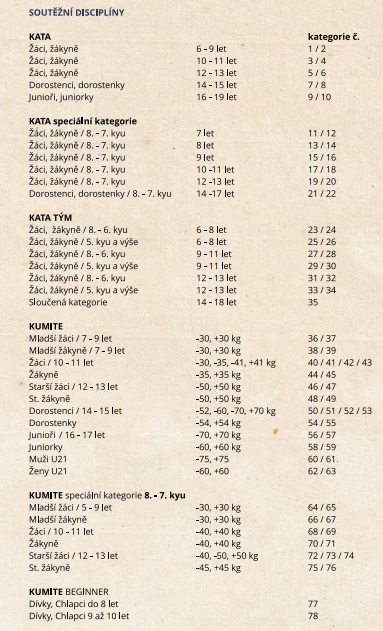 SOUTĚŽNÍ DISCIPLÍNY
KATA kategorie č.
Žáci, žákyně 6 - 9 let 1 / 2
Žáci, žákyně 10 - 11 let 3 / 4
Žáci, žákyně 12 - 13 let 5 / 6
Dorostenci, dorostenky 14 - 15 let 7 / 8
Junioři, juniorky 16 - 19 let 9 / 10
KATA speciální kategorie
Žáci, žákyně / 8. - 7. kyu 7 let 11 / 12
Žáci, žákyně / 8. - 7. kyu 8 let 13 / 14
Žáci, žákyně / 8. - 7. kyu 9 let 15 / 16
Žáci, žákyně / 8. - 7. kyu 10 -11 let 17 / 18
Žáci, žákyně / 8. - 7. kyu 12 -13 let 19 / 20
Dorostenci, dorostenky / 8. - 7. kyu 14 -17 let 21 / 22
KATA TÝM
Žáci, žákyně / 8. - 6. kyu 6 - 8 let 23 / 24
Žáci, žákyně / 5. kyu a výše 6 - 8 let 25 / 26
Žáci, žákyně / 8. - 6. kyu 9 - 11 let 27 / 28
Žáci, žákyně / 5. kyu a výše 9 - 11 let 29 / 30
Žáci, žákyně / 8. - 6. kyu 12 - 13 let 31 / 32
Žáci, žákyně / 5. kyu a výše 12 - 13 let 33 / 34
Sloučená kategorie 14 - 18 let 35
KUMITE
Mladší žáci / 7 - 9 let -30, +30 kg 36 / 37
Mladší žákyně / 7 - 9 let -30, +30 kg 38 / 39
Žáci / 10 - 11 let -30, -35, -41, +41 kg 40 / 41 / 42 / 43
Žákyně -35, +35 kg 44 / 45
Starší žáci / 12 - 13 let -50, +50 kg 46 / 47
St. žákyně -50, +50 kg 48 / 49
Dorostenci / 14 - 15 let -52, -60, -70, +70 kg 50 / 51 / 52 / 53
Dorostenky -54, +54 kg 54 / 55
Junioři / 16 - 17 let -70, +70 kg 56 / 57
Juniorky -60, +60 kg 58 / 59
Muži U21 -75, +75 60 / 61
Ženy U21 -60, +60 62 / 63
KUMITE speciální kategorie 8. - 7. kyu
Mladší žáci / 5 - 9 let -30, +30 kg 64 / 65
Mladší žákyně -30, +30 kg 66 / 67
Žáci / 10 - 11 let -40, +40 kg 68 / 69
Žákyně -40, +40 kg 70 / 71
Starší žáci / 12 - 13 let -40, -50, +50 kg 72 / 73 / 74
St. žákyně -45, +45 kg 75 / 76
KUMITE BEGINNER
Dívky, Chlapci do 8 let 77
Dívky, Chlapci 9 až 10 let 78